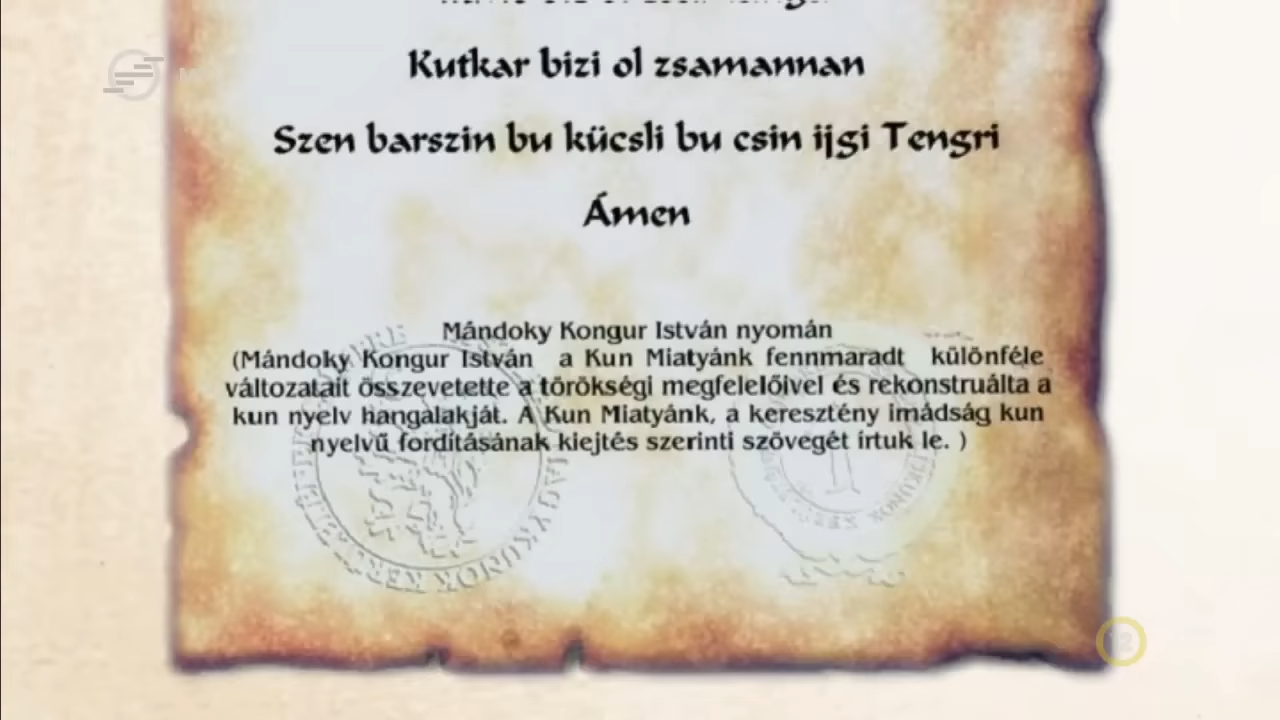 Kutkar bizi ol zsamannan
Szen barszin bu kücsli bu csin ijgi Tengri
Ámen
Mándoky Kongur István nyomán
(Mándoky Kongur István a Kun Miatyánk fennmaradt különféle
változatait összevetette a törökségi megfelelőivel és rekonstruálta a
kun nyelv hangalakját. A Kun Miatyánk, a keresztény imádság kun
nyelvű fordításának kiejtés szerinti szövegét írtuk le. )
12